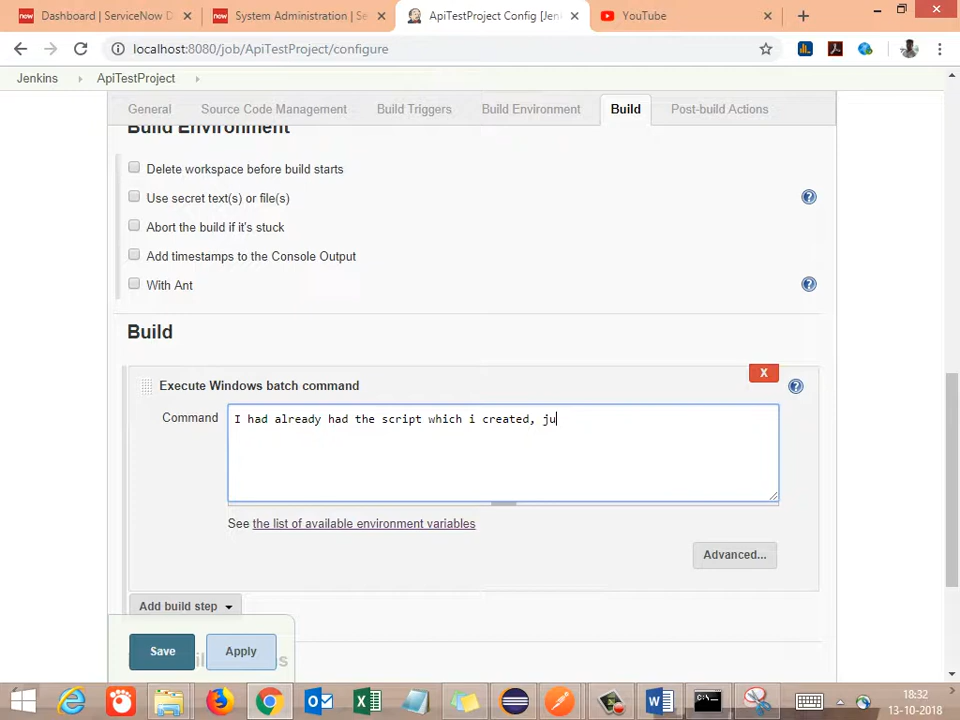 Dashboard | ServiceNow D
System Administration | Servic
ApiTestProject Config [Jenk
YouTube
localhost:8080/job/ApiTestProject/configure
Jenkins
ApiTestProject
General
Source Code Management
Build Triggers
Build Environment
Build
Post-build Actions
Build Environment
Delete workspace before build starts
Use secret text(s) or file(s)
Abort the build if it's stuck
Add timestamps to the Console Output
With Ant
Build
X
Execute Windows batch command
Command
I had already had the script which i created, ju
See the list of available environment variables
Advanced...
Add build step
Save
Apply
18:32
13-10-2018